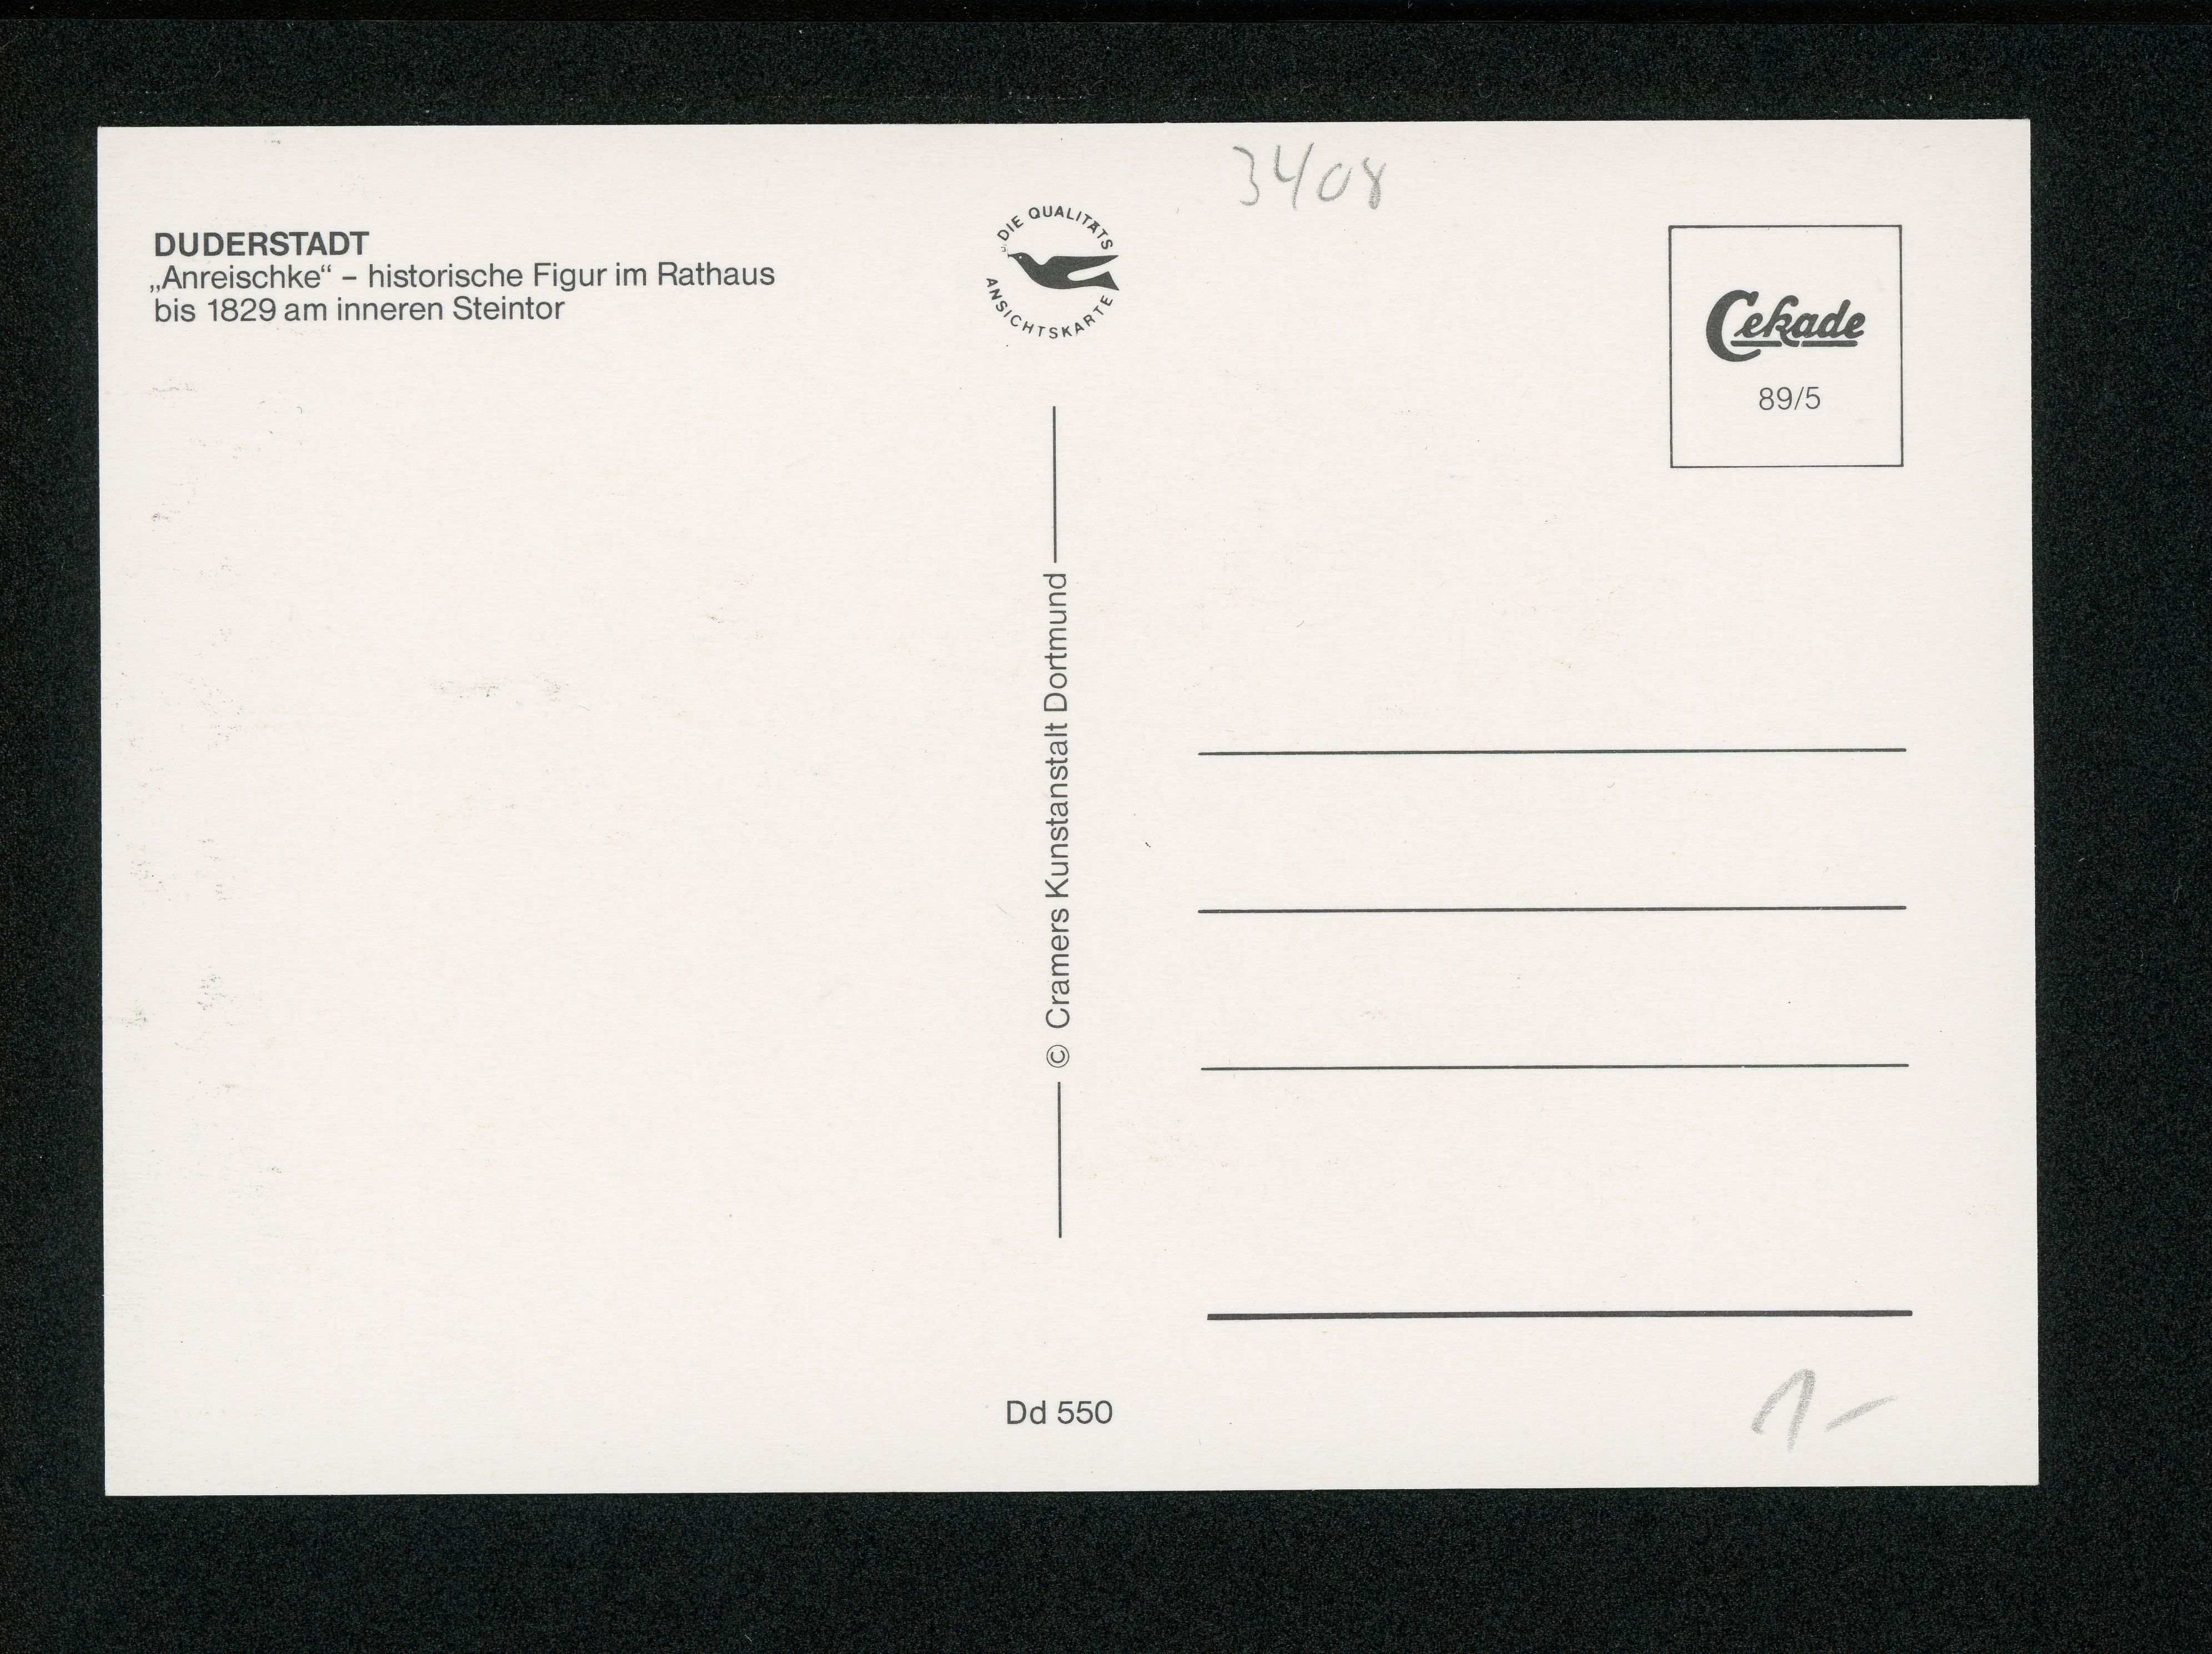 DUDERSTADT
„Anreischke“ – historische Figur im Rathaus
bis 1829 am inneren Steintor
DIE QUALITÄTS
ANSICHTSKARTE
3408
Cekade
89/5
© Cramers Kunstanstalt Dortmund
Dd 550
1-